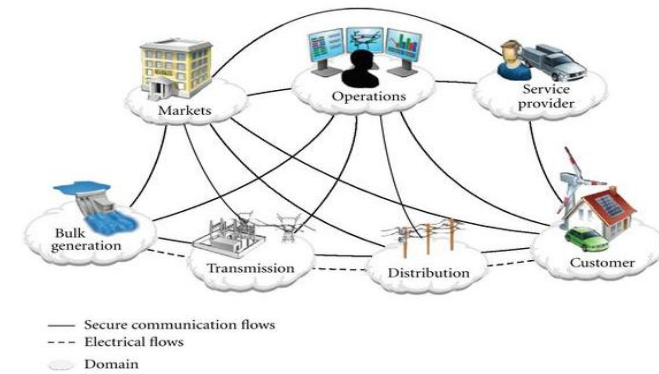 Markets
Operations
Service
provider
Bulk
generation
Transmission
Distribution
Customer
Secure communication flows
Electrical flows
Domain